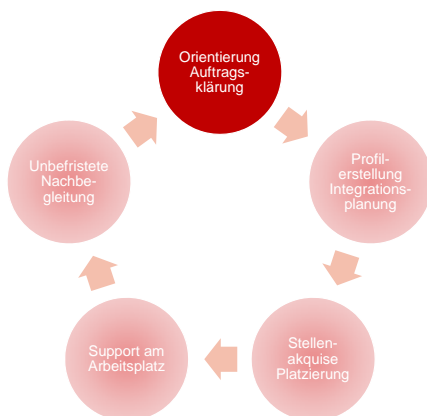 Orientierung
Auftrags-
klärung
Profil-
erstellung
Integrations-
planung
Stellen-
akquise
Platzierung
Support am
Arbeitsplatz
Unbefristete
Nachbe-
gleitung